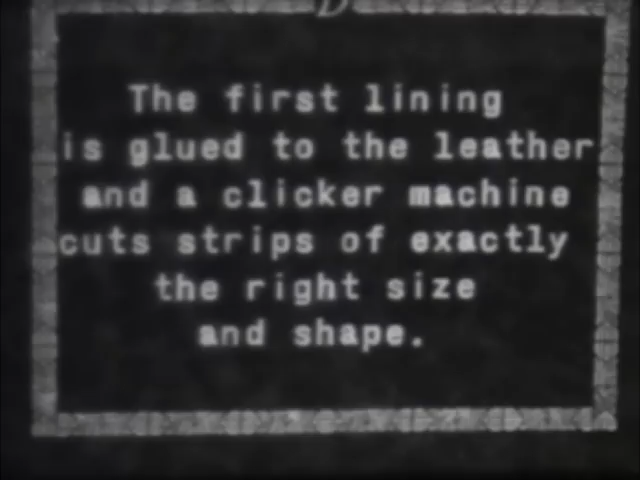 D
The first lining
is glued to the leather
and a clicker machine
cuts strips of exactly
the right size
and shape.